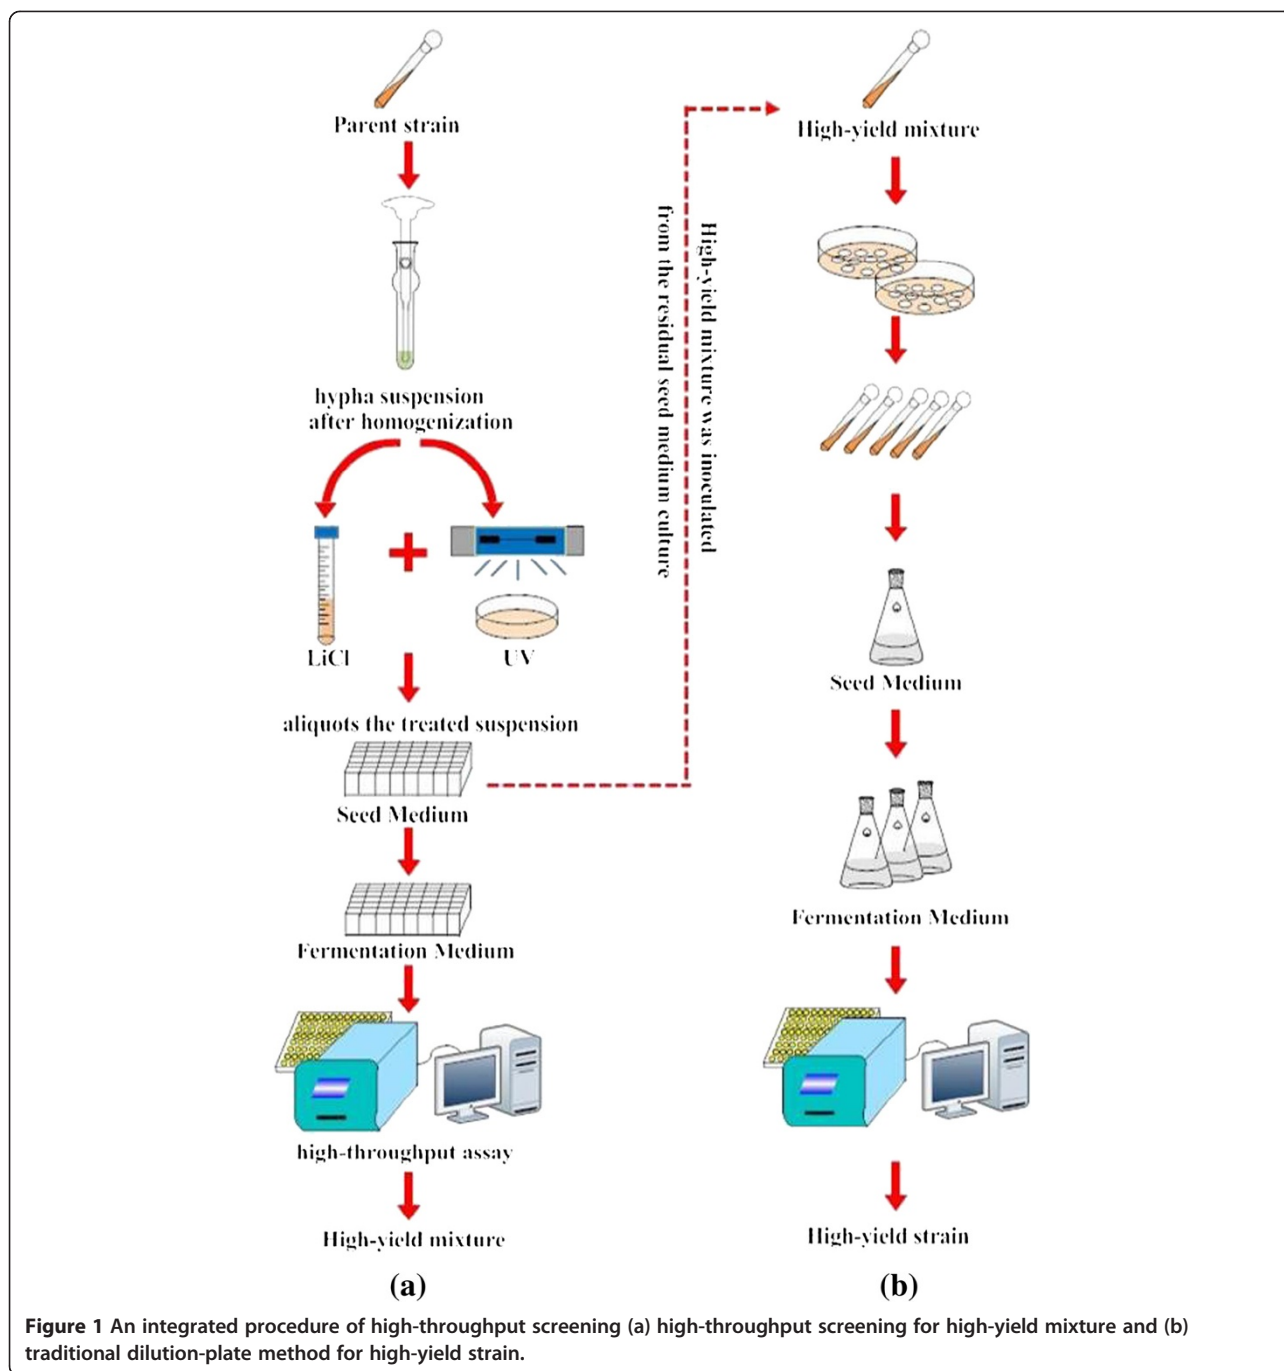 Parent strain
hypha suspension
after homogenization
LiCl
UV
aliquots the treated suspension
Seed Medium
Fermentation Medium
high-throughput assay
High-yield mixture
(a)
High-yield mixture was inoculated
from the residual seed medium culture
High-yield mixture
Seed Medium
Fermentation Medium
High-yield strain
(b)
Figure 1 An integrated procedure of high-throughput screening (a) high-throughput screening for high-yield mixture and (b)
traditional dilution-plate method for high-yield strain.